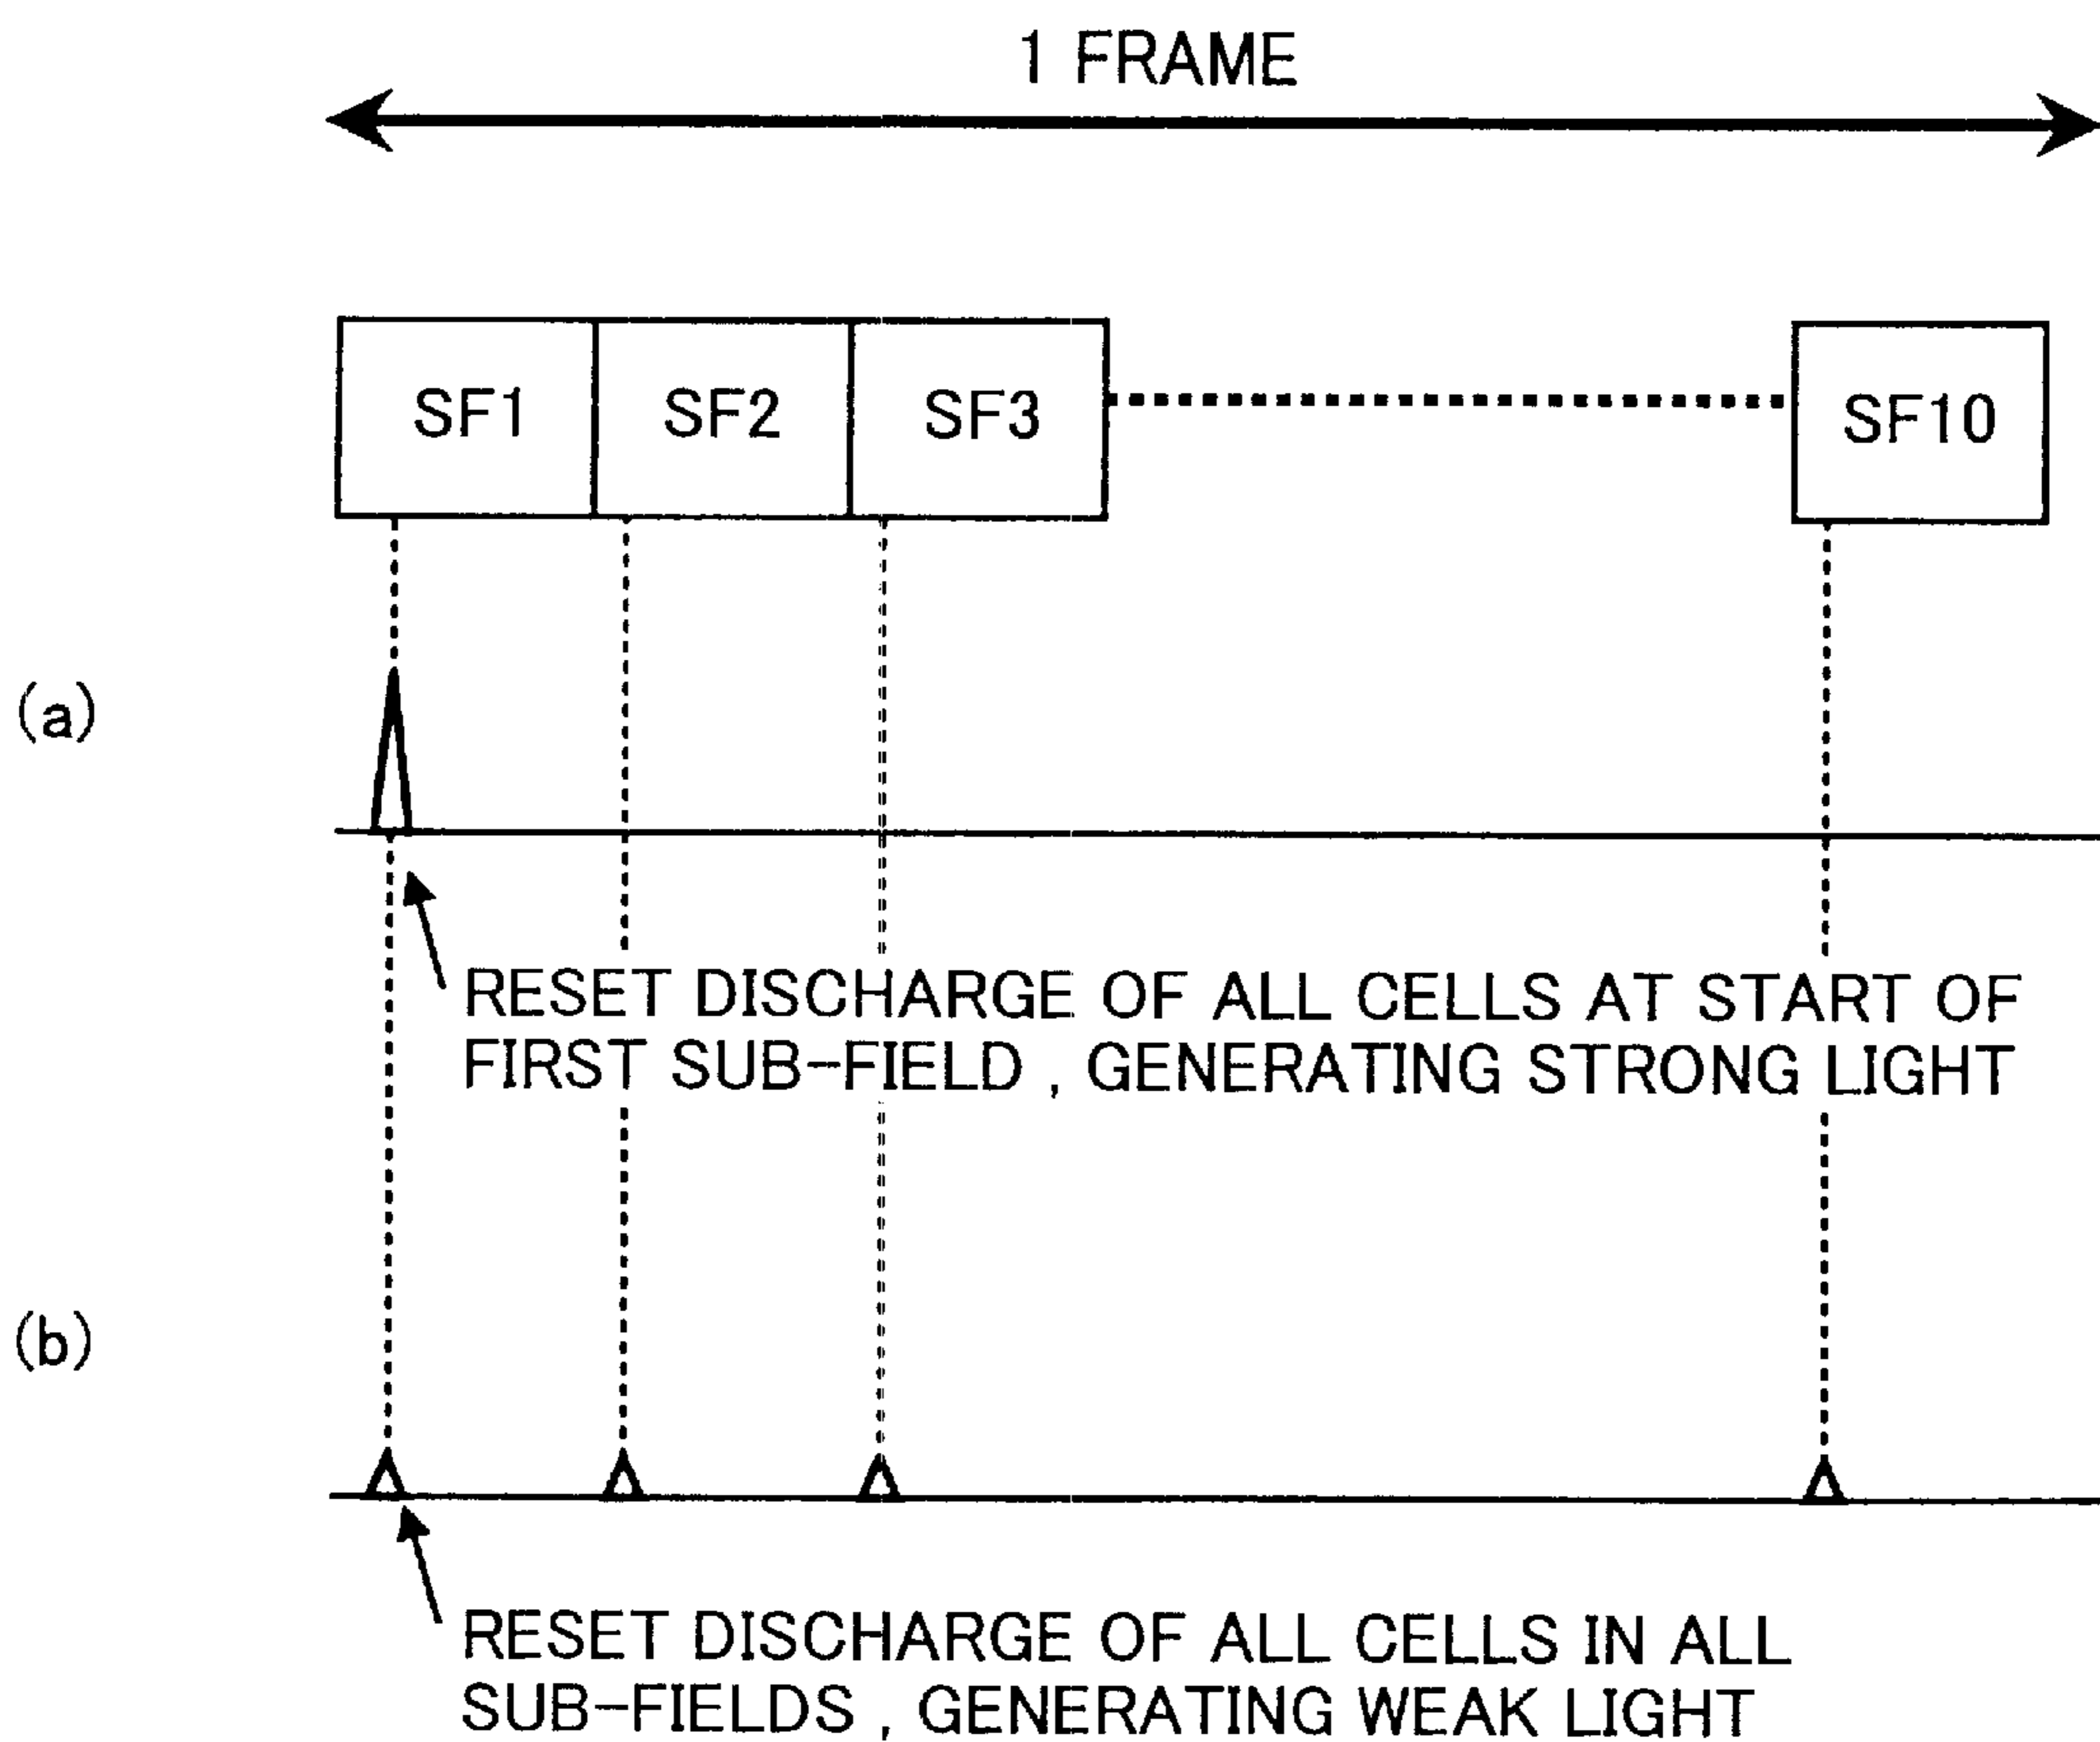 1 FRAME
SF1 SF2 SF3 SF10
(a)
RESET DISCHARGE OF ALL CELLS AT START OF
FIRST SUB-FIELD , GENERATING STRONG LIGHT
(b)
RESET DISCHARGE OF ALL CELLS IN ALL
SUB-FIELDS , GENERATING WEAK LIGHT